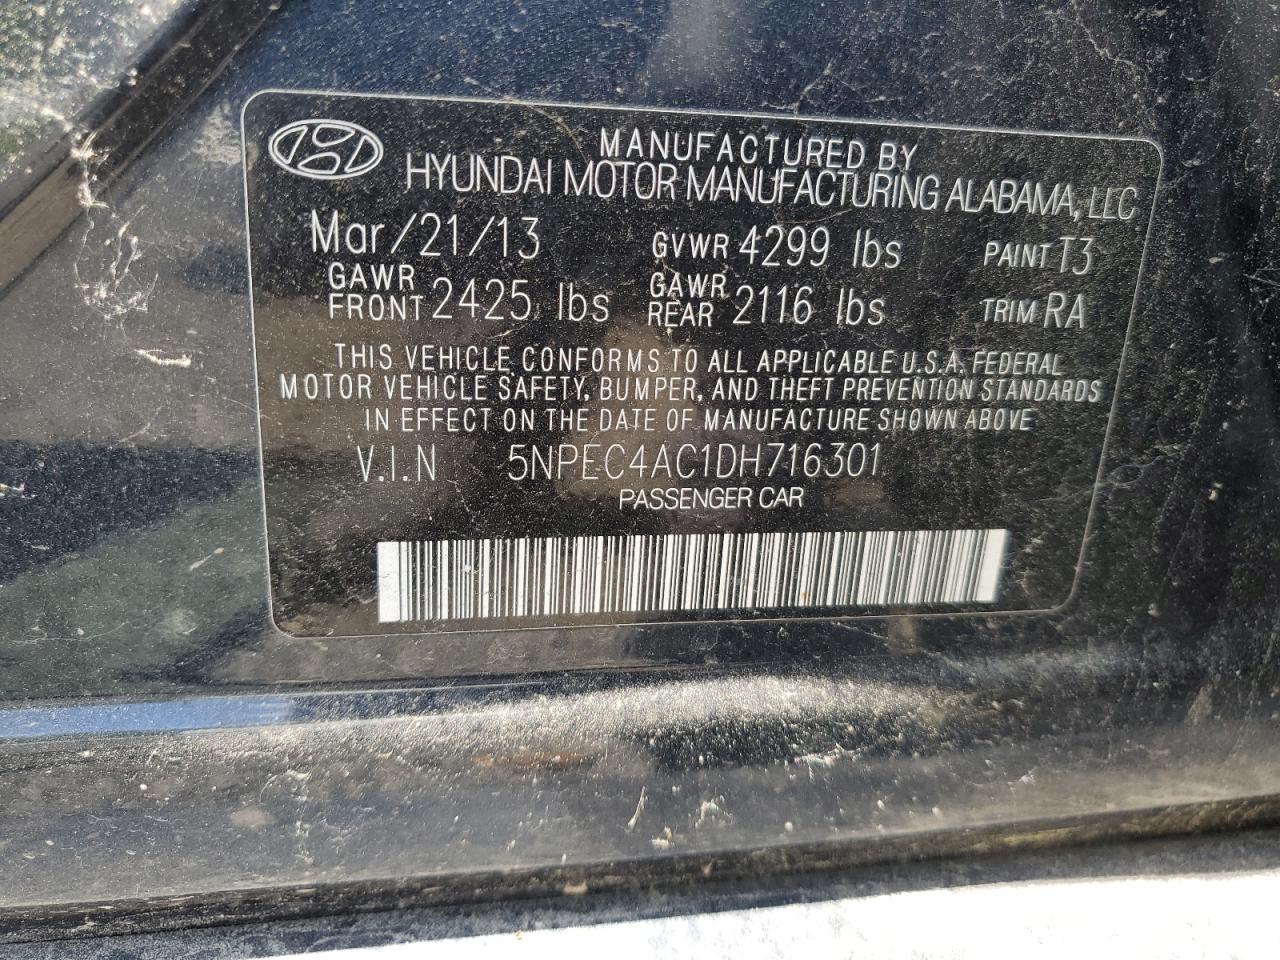 MANUFACTURED BY
HYUNDAI MOTOR MANUFACTURING ALABAMA, LLC
Mar/21/13 GVWR 4299 lbs PAINT T3
GAWR FRONT 2425 lbs GAWR REAR 2116 lbs TRIM RA
THIS VEHICLE CONFORMS TO ALL APPLICABLE U.S.A. FEDERAL
MOTOR VEHICLE SAFETY, BUMPER, AND THEFT PREVENTION STANDARDS
IN EFFECT ON THE DATE OF MANUFACTURE SHOWN ABOVE
V.I.N 5NPEC4AC1DH716301
PASSENGER CAR